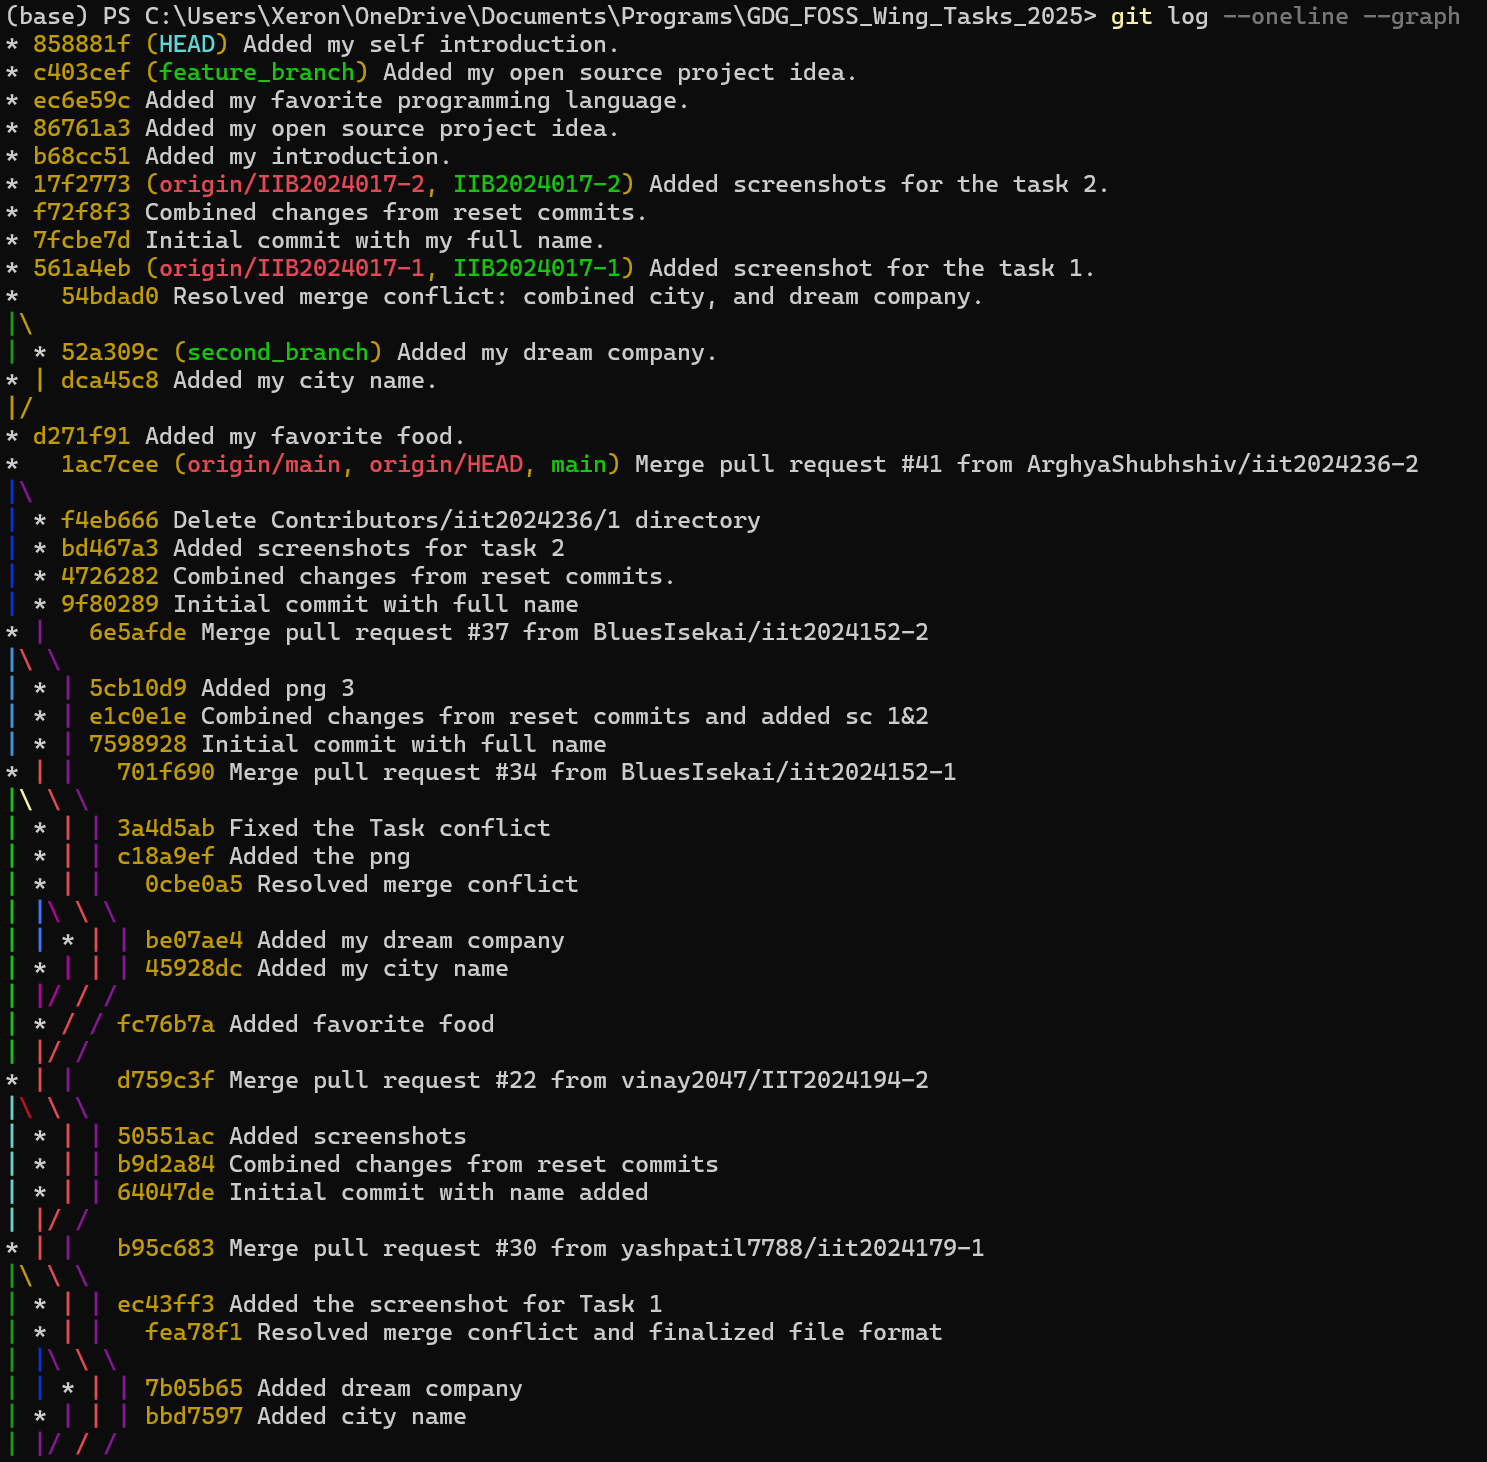 (base) PS C:\Users\Xeron\OneDrive\Documents\Programs\GDG_FOSS_Wing_Tasks_2025> git log --oneline --graph
* 858881f (HEAD) Added my self introduction.
* c403cef (feature_branch) Added my open source project idea.
* ec6e59c Added my favorite programming language.
* 86761a3 Added my open source project idea.
* b68cc51 Added my introduction.
* 17f2773 (origin/IIB2024017-2, IIB2024017-2) Added screenshots for the task 2.
* f72f8f3 Combined changes from reset commits.
* 7fcbe7d Initial commit with my full name.
* 561a4eb (origin/IIB2024017-1, IIB2024017-1) Added screenshot for the task 1.
*   54bdad0 Resolved merge conflict: combined city, and dream company.
|\
| * 52a309c (second_branch) Added my dream company.
* | dca45c8 Added my city name.
|/
* d271f91 Added my favorite food.
*   1ac7cee (origin/main, origin/HEAD, main) Merge pull request #41 from ArghyaShubhshiv/iit2024236-2
|\
| * f4eb666 Delete Contributors/iit2024236/1 directory
| * bd467a3 Added screenshots for task 2
| * 4726282 Combined changes from reset commits.
| * 9f80289 Initial commit with full name
* |   6e5afde Merge pull request #37 from BluesIsekai/iit2024152-2
|\ \
| * | 5cb10d9 Added png 3
| * | e1c0e1e Combined changes from reset commits and added sc 1&2
| * | 7598928 Initial commit with full name
* | |   701f690 Merge pull request #34 from BluesIsekai/iit2024152-1
|\ \ \
| * | | 3a4d5ab Fixed the Task conflict
| * | | c18a9ef Added the png
| * | |   0cbe0a5 Resolved merge conflict
| |\ \ \
| | * | | be07ae4 Added my dream company
| * | | | 45928dc Added my city name
| |/ / /
| * / / fc76b7a Added favorite food
| |/ /
* | |   d759c3f Merge pull request #22 from vinay2047/IIT2024194-2
|\ \ \
| * | | 50551ac Added screenshots
| * | | b9d2a84 Combined changes from reset commits
| * | | 64047de Initial commit with name added
| |/ /
* | |   b95c683 Merge pull request #30 from yashpatil7788/iit2024179-1
|\ \ \
| * | | ec43ff3 Added the screenshot for Task 1
| * | |   fea78f1 Resolved merge conflict and finalized file format
| |\ \ \
| | * | | 7b05b65 Added dream company
| * | | | bbd7597 Added city name
| |/ / /